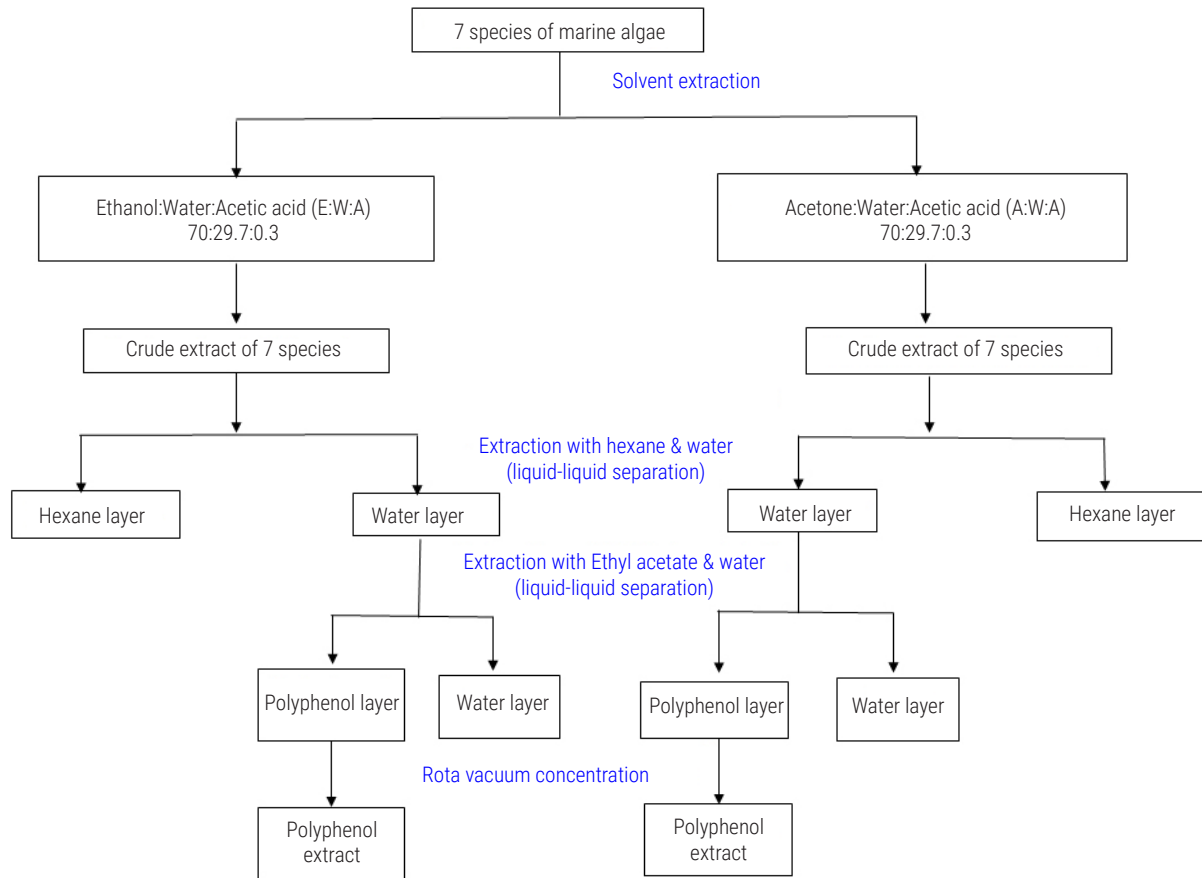 7 species of marine algae
Solvent extraction
Ethanol:Water:Acetic acid (E:W:A)
70:29.7:0.3
Acetone:Water:Acetic acid (A:W:A)
70:29.7:0.3
Crude extract of 7 species
Crude extract of 7 species
Extraction with hexane & water
(liquid-liquid separation)
Hexane layer
Water layer
Water layer
Hexane layer
Extraction with Ethyl acetate & water
(liquid-liquid separation)
Polyphenol layer
Water layer
Polyphenol layer
Water layer
Rota vacuum concentration
Polyphenol
extract
Polyphenol
extract